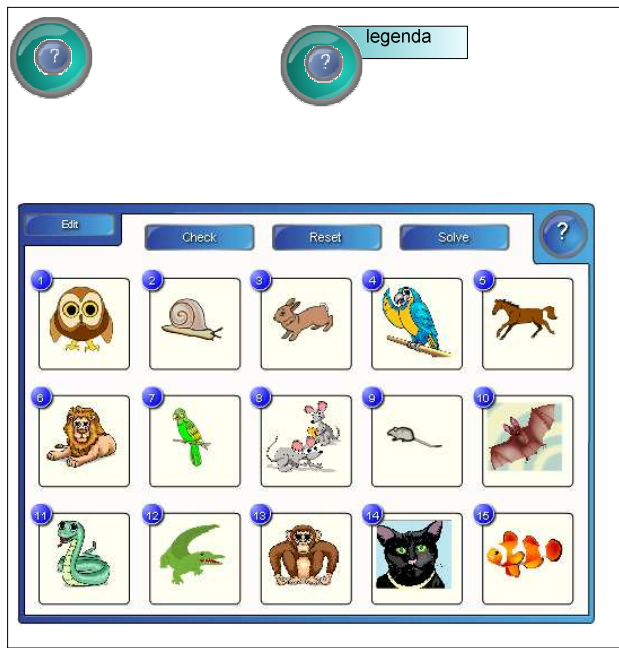 ?
? legenda
Edit
Check Reset Solve ?
1 2 3 4 5
6 7 8 9 10
11 12 13 14 15